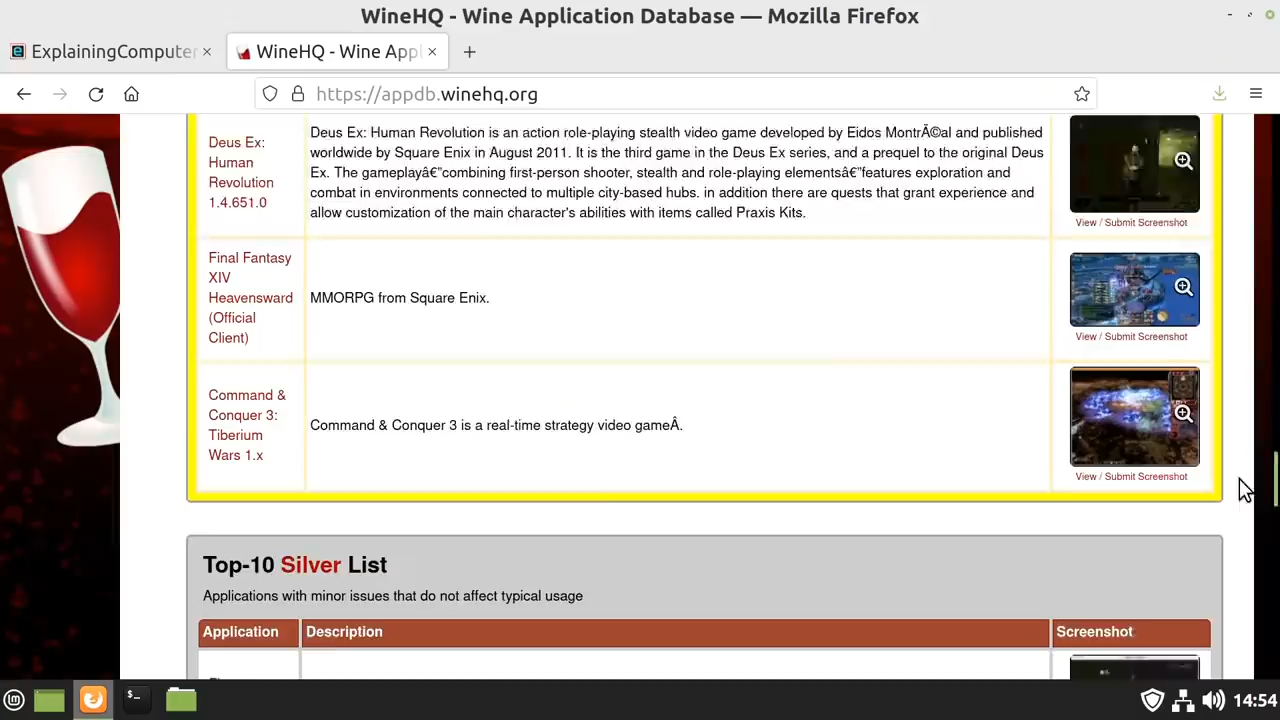 WineHQ - Wine Application Database — Mozilla Firefox
ExplainingComputer
WineHQ - Wine Appl
https://appdb.winehq.org
Deus Ex:
Human
Revolution
1.4.651.0
Deus Ex: Human Revolution is an action role-playing stealth video game developed by Eidos MontrÃ©al and published
worldwide by Square Enix in August 2011. It is the third game in the Deus Ex series, and a prequel to the original Deus
Ex. The gameplayâ€”combining first-person shooter, stealth and role-playing elementsâ€”features exploration and
combat in environments connected to multiple city-based hubs. in addition there are quests that grant experience and
allow customization of the main character's abilities with items called Praxis Kits.
View / Submit Screenshot
Final Fantasy
XIV
Heavensward
(Official
Client)
MMORPG from Square Enix.
View / Submit Screenshot
Command &
Conquer 3:
Tiberium
Wars 1.x
Command & Conquer 3 is a real-time strategy video gameÂ.
View / Submit Screenshot
Top-10 Silver List
Applications with minor issues that do not affect typical usage
Application
Description
Screenshot
14:54